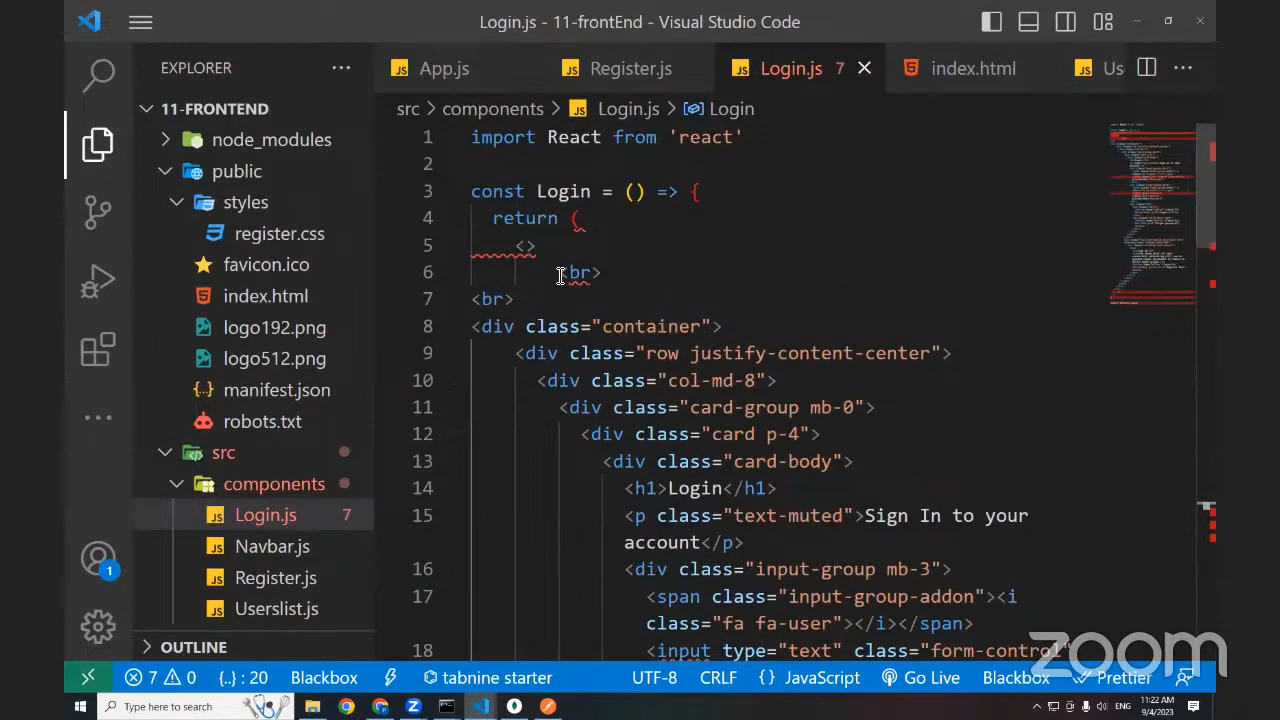 Login.js - 11-frontEnd - Visual Studio Code
EXPLORER
App.js
Register.js
Login.js 7
index.html
Us
11-FRONTEND
node_modules
public
styles
register.css
favicon.ico
index.html
logo192.png
logo512.png
manifest.json
robots.txt
src
components
Login.js 7
Navbar.js
Register.js
Userslist.js
OUTLINE
src > components > JS Login.js > Login
1 import React from 'react'
2
3 const Login = () => {
4 return (
5 <>
6 <br>
7 <br>
8 <div class="container">
9 <div class="row justify-content-center">
10 <div class="col-md-8">
11 <div class="card-group mb-0">
12 <div class="card p-4">
13 <div class="card-body">
14 <h1>Login</h1>
15 <p class="text-muted">Sign In to your
account</p>
16 <div class="input-group mb-3">
17 <span class="input-group-addon"><i
class="fa fa-user"></i></span>
18 <input type="text" class="form-control"
zoom
1
7 0 {..} : 20 Blackbox tabnine starter UTF-8 CRLF {} JavaScript Go Live Blackbox Prettier
Type here to search
ENG
11:22 AM
9/4/2023